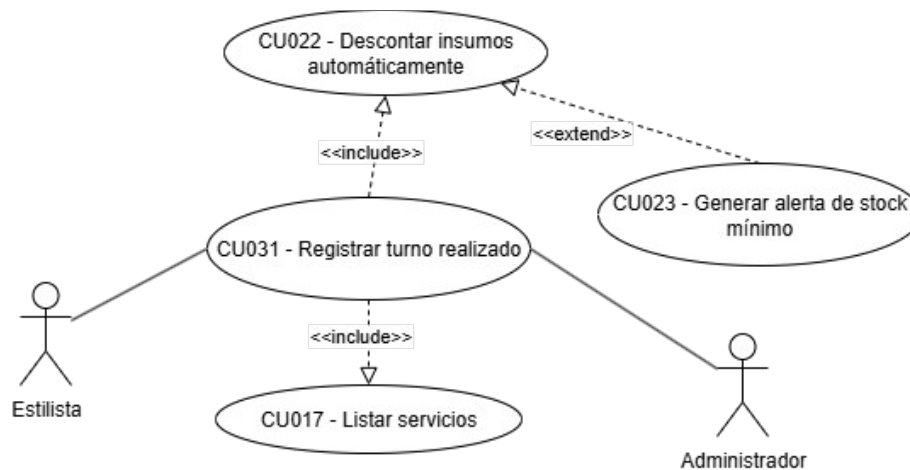 CU022 - Descontar insumos
automáticamente
<<extend>>
<<include>>
CU023 - Generar alerta de stock
mínimo
CU031 - Registrar turno realizado
<<include>>
Estilista
CU017 - Listar servicios
Administrador